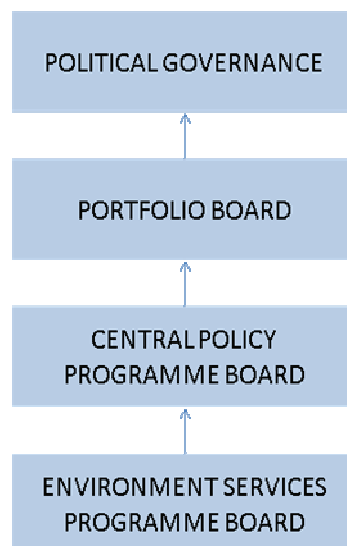 POLITICAL GOVERNANCE
PORTFOLIO BOARD
CENTRAL POLICY
PROGRAMME BOARD
ENVIRONMENT SERVICES
PROGRAMME BOARD